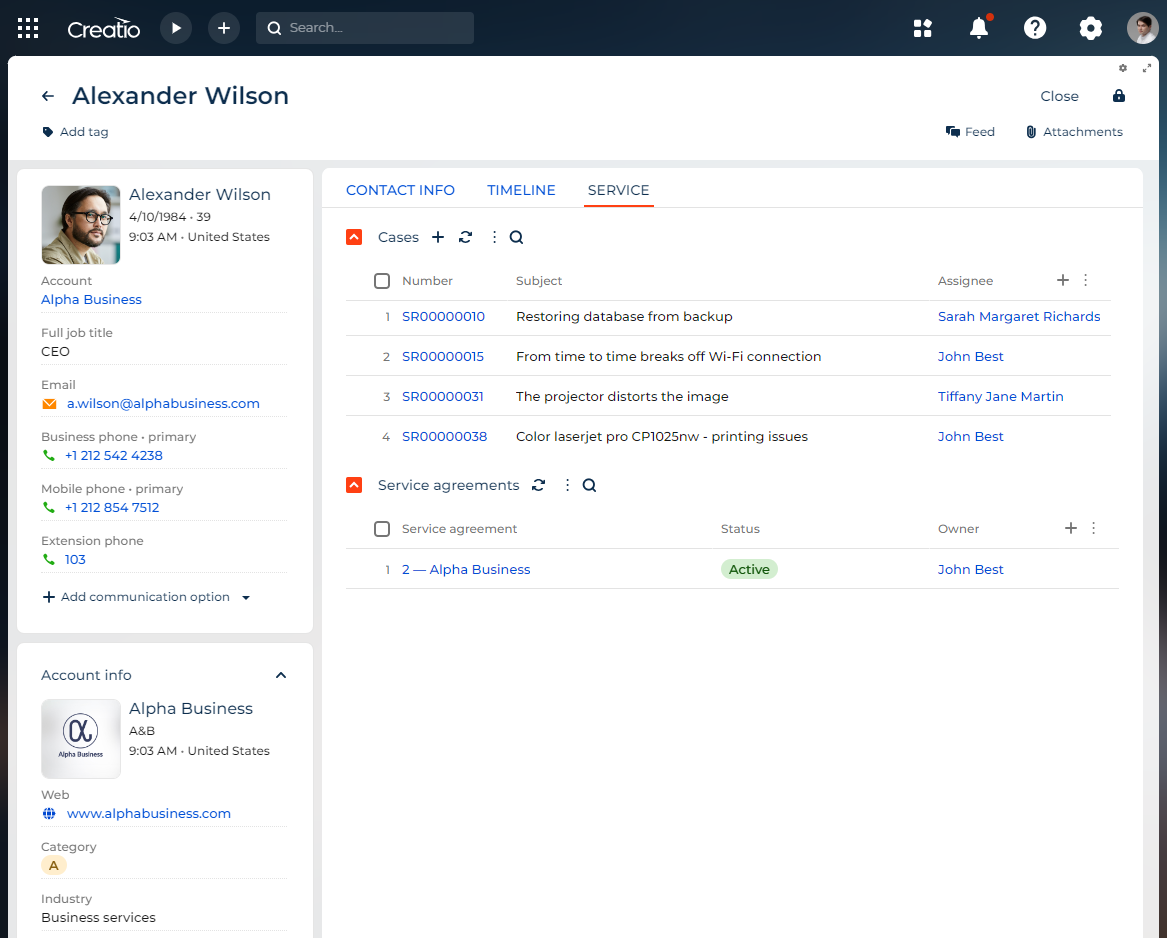 Creatio
Search...
Alexander Wilson
Close
Add tag
Feed
Attachments
Alexander Wilson
4/10/1984 • 39
9:03 AM • United States
Account
Alpha Business
Full job title
CEO
Email
a.wilson@alphabusiness.com
Business phone • primary
+1 212 542 4238
Mobile phone • primary
+1 212 854 7512
Extension phone
103
Add communication option
Account info
Alpha Business
Alpha Business
A&B
9:03 AM • United States
Web
www.alphabusiness.com
Category
A
Industry
Business services
CONTACT INFO TIMELINE SERVICE
Cases
Number Subject Assignee
1 SR00000010 Restoring database from backup Sarah Margaret Richards
2 SR00000015 From time to time breaks off Wi-Fi connection John Best
3 SR00000031 The projector distorts the image Tiffany Jane Martin
4 SR00000038 Color laserjet pro CP1025nw - printing issues John Best
Service agreements
Service agreement Status Owner
1 2 — Alpha Business Active John Best